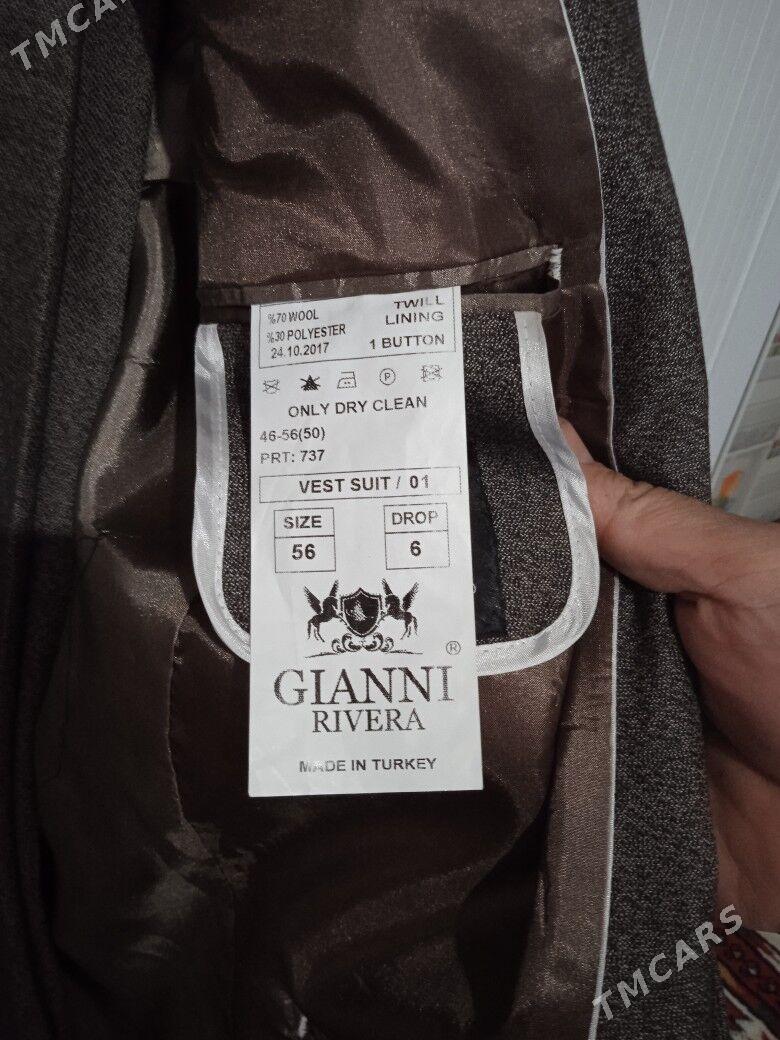 TMCARS
%70 WOOL
%30 POLYESTER
24.10.2017
TWILL
LINING
1 BUTTON
P
ONLY DRY CLEAN
46-56(50)
PRT: 737
VEST SUIT / 01
SIZE
56
DROP
6
®
GIANNI
RIVERA
MADE IN TURKEY
TMCARS